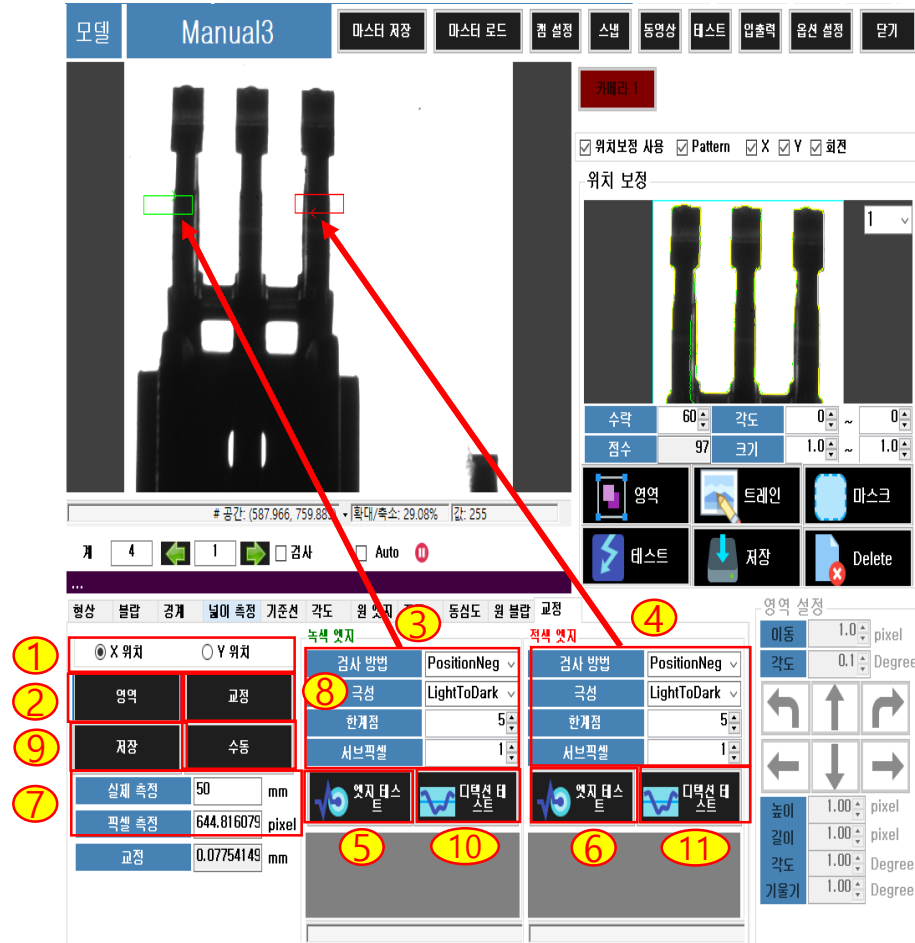 모델 Manual3 마스터 저장 마스터 로드 캠 설정 스냅 동영상 테스트 입출력 옵션 설정 닫기
카메라 1
위치보정 사용 Pattern X Y 회전
위치 보정
1
수락 60 각도 0 ~ 0
점수 97 크기 1.0 ~ 1.0
영역 트레인 마스크
테스트 저장 Delete
# 공간: (587.966, 759.88 확대/축소: 29.08% 값: 255
계 4 1 검사 Auto
...
형상 블랍 경계 넓이 측정 기준선 각도 동심도 원 블랍 교정
녹색 엣지 3 적색 엣지 4
1 X 위치 Y 위치
2 영역 교정
9 저장 수동
7 실제 측정 50 mm
픽셀 측정 644.816079 pixel
교정 0.07754149 mm
검사 방법 PositionNeg
8 극성 LightToDark
한계점 5
서브픽셀 1
엣지 테스트 디텍션 테스트
5 10
검사 방법 PositionNeg
극성 LightToDark
한계점 5
서브픽셀 1
엣지 테스트 디텍션 테스트
6 11
영역 설정
이동 1.0 pixel
각도 0.1 Degree
높이 1.00 pixel
길이 1.00 pixel
각도 1.00 Degree
기울기 1.00 Degree